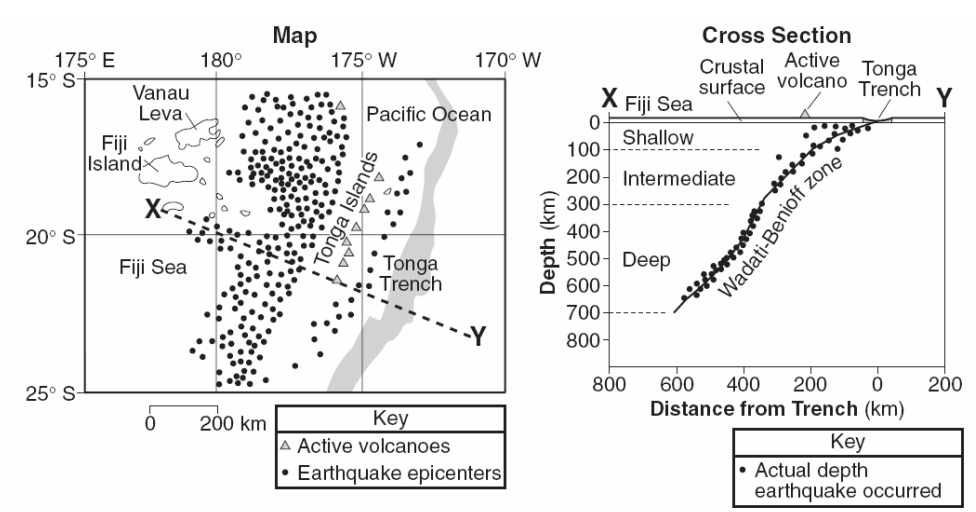 Map
175° E
180°
175° W
170° W
15° S
20° S
25° S
Vanau
Leva
Fiji
Island
Pacific Ocean
Tonga Islands
X
Fiji Sea
Tonga
Trench
Y
0 200 km
Key
Active volcanoes
Earthquake epicenters
Cross Section
Crustal
surface
Active
volcano
Tonga
Trench
X
Fiji Sea
Y
Depth (km)
0
100
200
300
400
500
600
700
800
Shallow
Intermediate
Deep
Wadati-Benioff zone
800 600 400 200 0 200
Distance from Trench (km)
Key
Actual depth
earthquake occurred